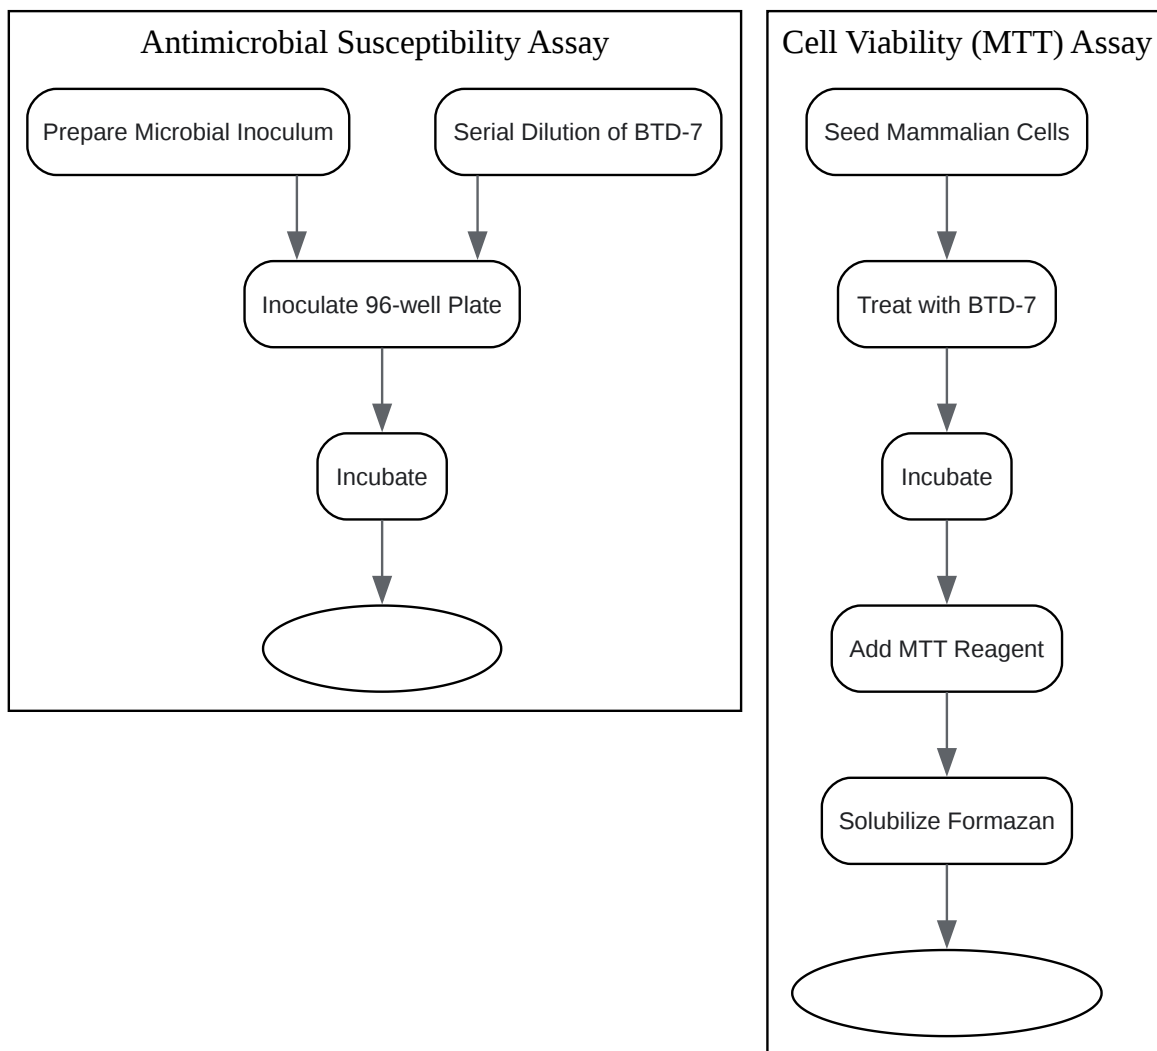 Antimicrobial Susceptibility Assay
Prepare Microbial Inoculum
Serial Dilution of BTD-7
Inoculate 96-well Plate
Incubate
Cell Viability (MTT) Assay
Seed Mammalian Cells
Treat with BTD-7
Incubate
Add MTT Reagent
Solubilize Formazan